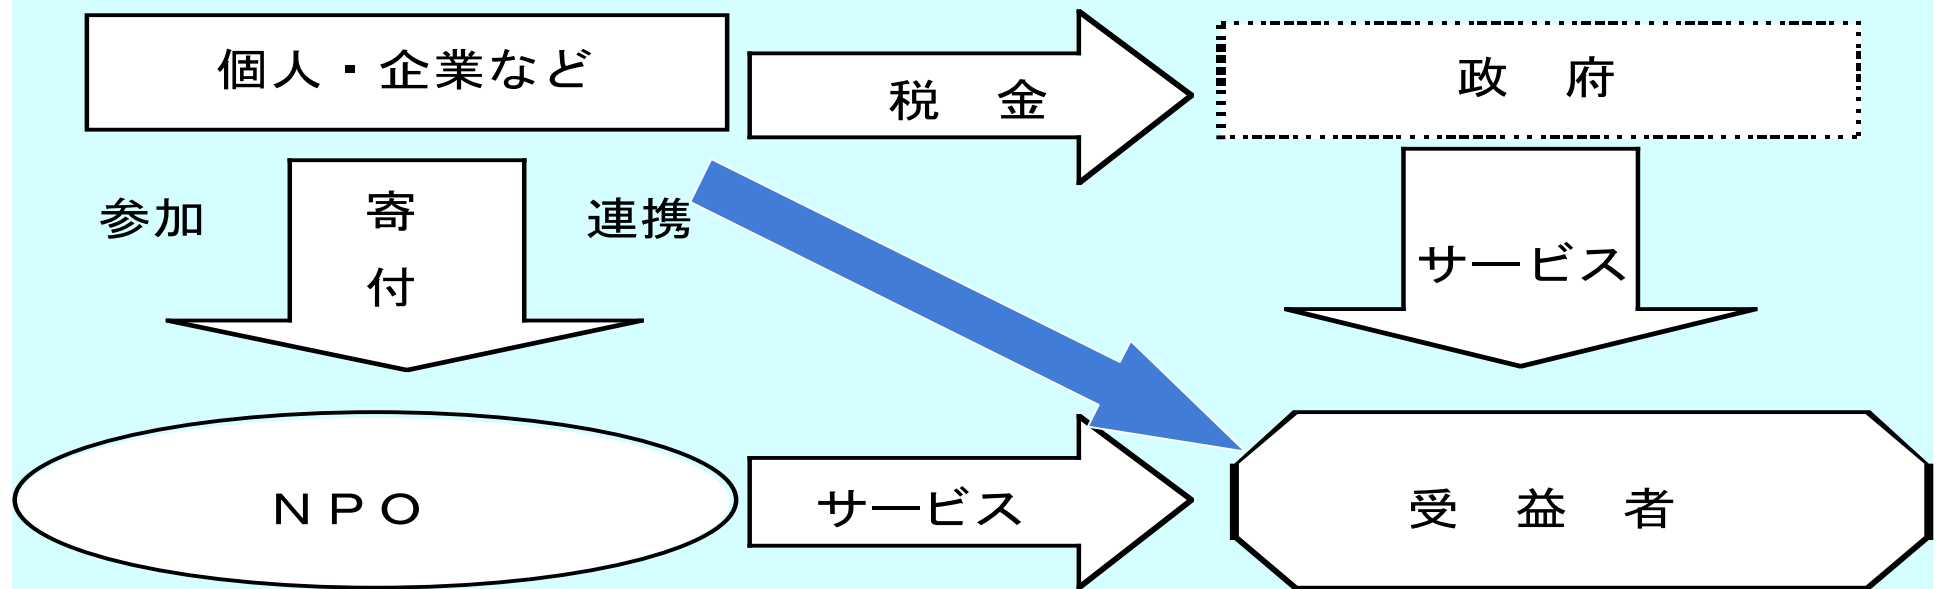 個人・企業など
税　金
政　府
参加
寄
付
連携
サービス
ＮＰＯ
サービス
受　益　者